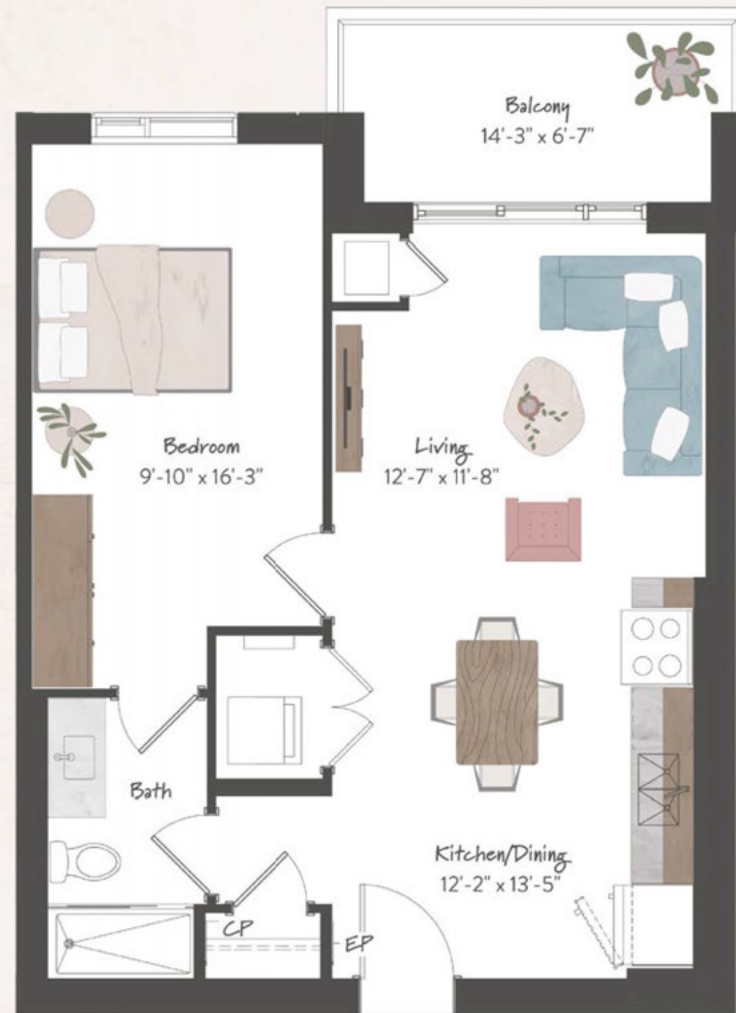 Balcony
14'-3" x 6'-7"
Bedroom
9'-10" x 16'-3"
Living
12'-7" x 11'-8"
Bath
Kitchen/Dining
12'-2" x 13'-5"
CP
EP